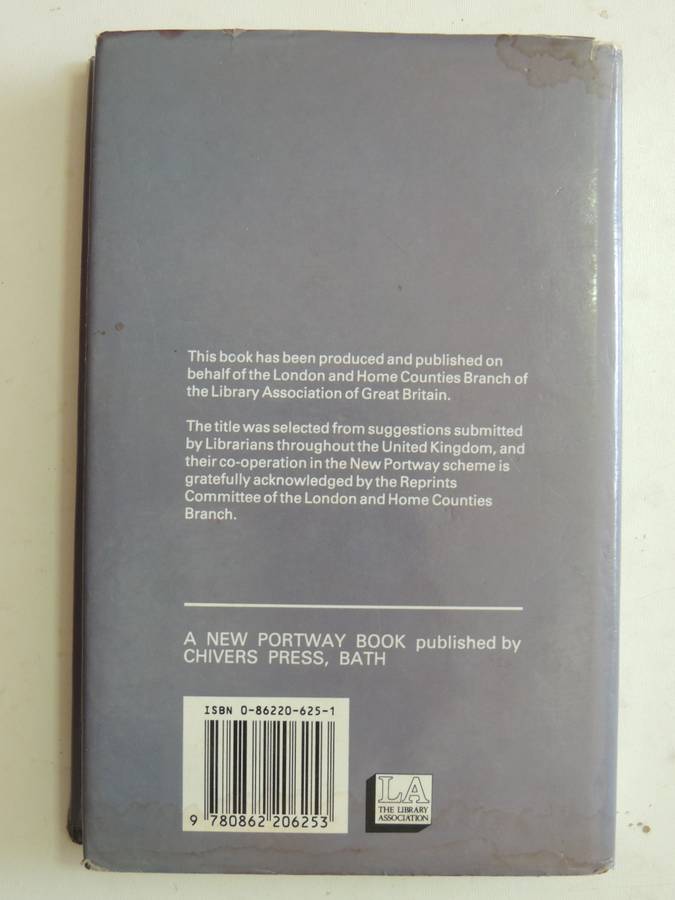 This book has been produced and published on
behalf of the London and Home Counties Branch of
the Library Association of Great Britain.
The title was selected from suggestions submitted
by Librarians throughout the United Kingdom, and
their co-operation in the New Portway scheme is
gratefully acknowledged by the Reprints
Committee of the London and Home Counties
Branch.
A NEW PORTWAY BOOK published by
CHIVERS PRESS, BATH
ISBN 0-86220-625-1
9 780862 206253
LA
THE LIBRARY
ASSOCIATION